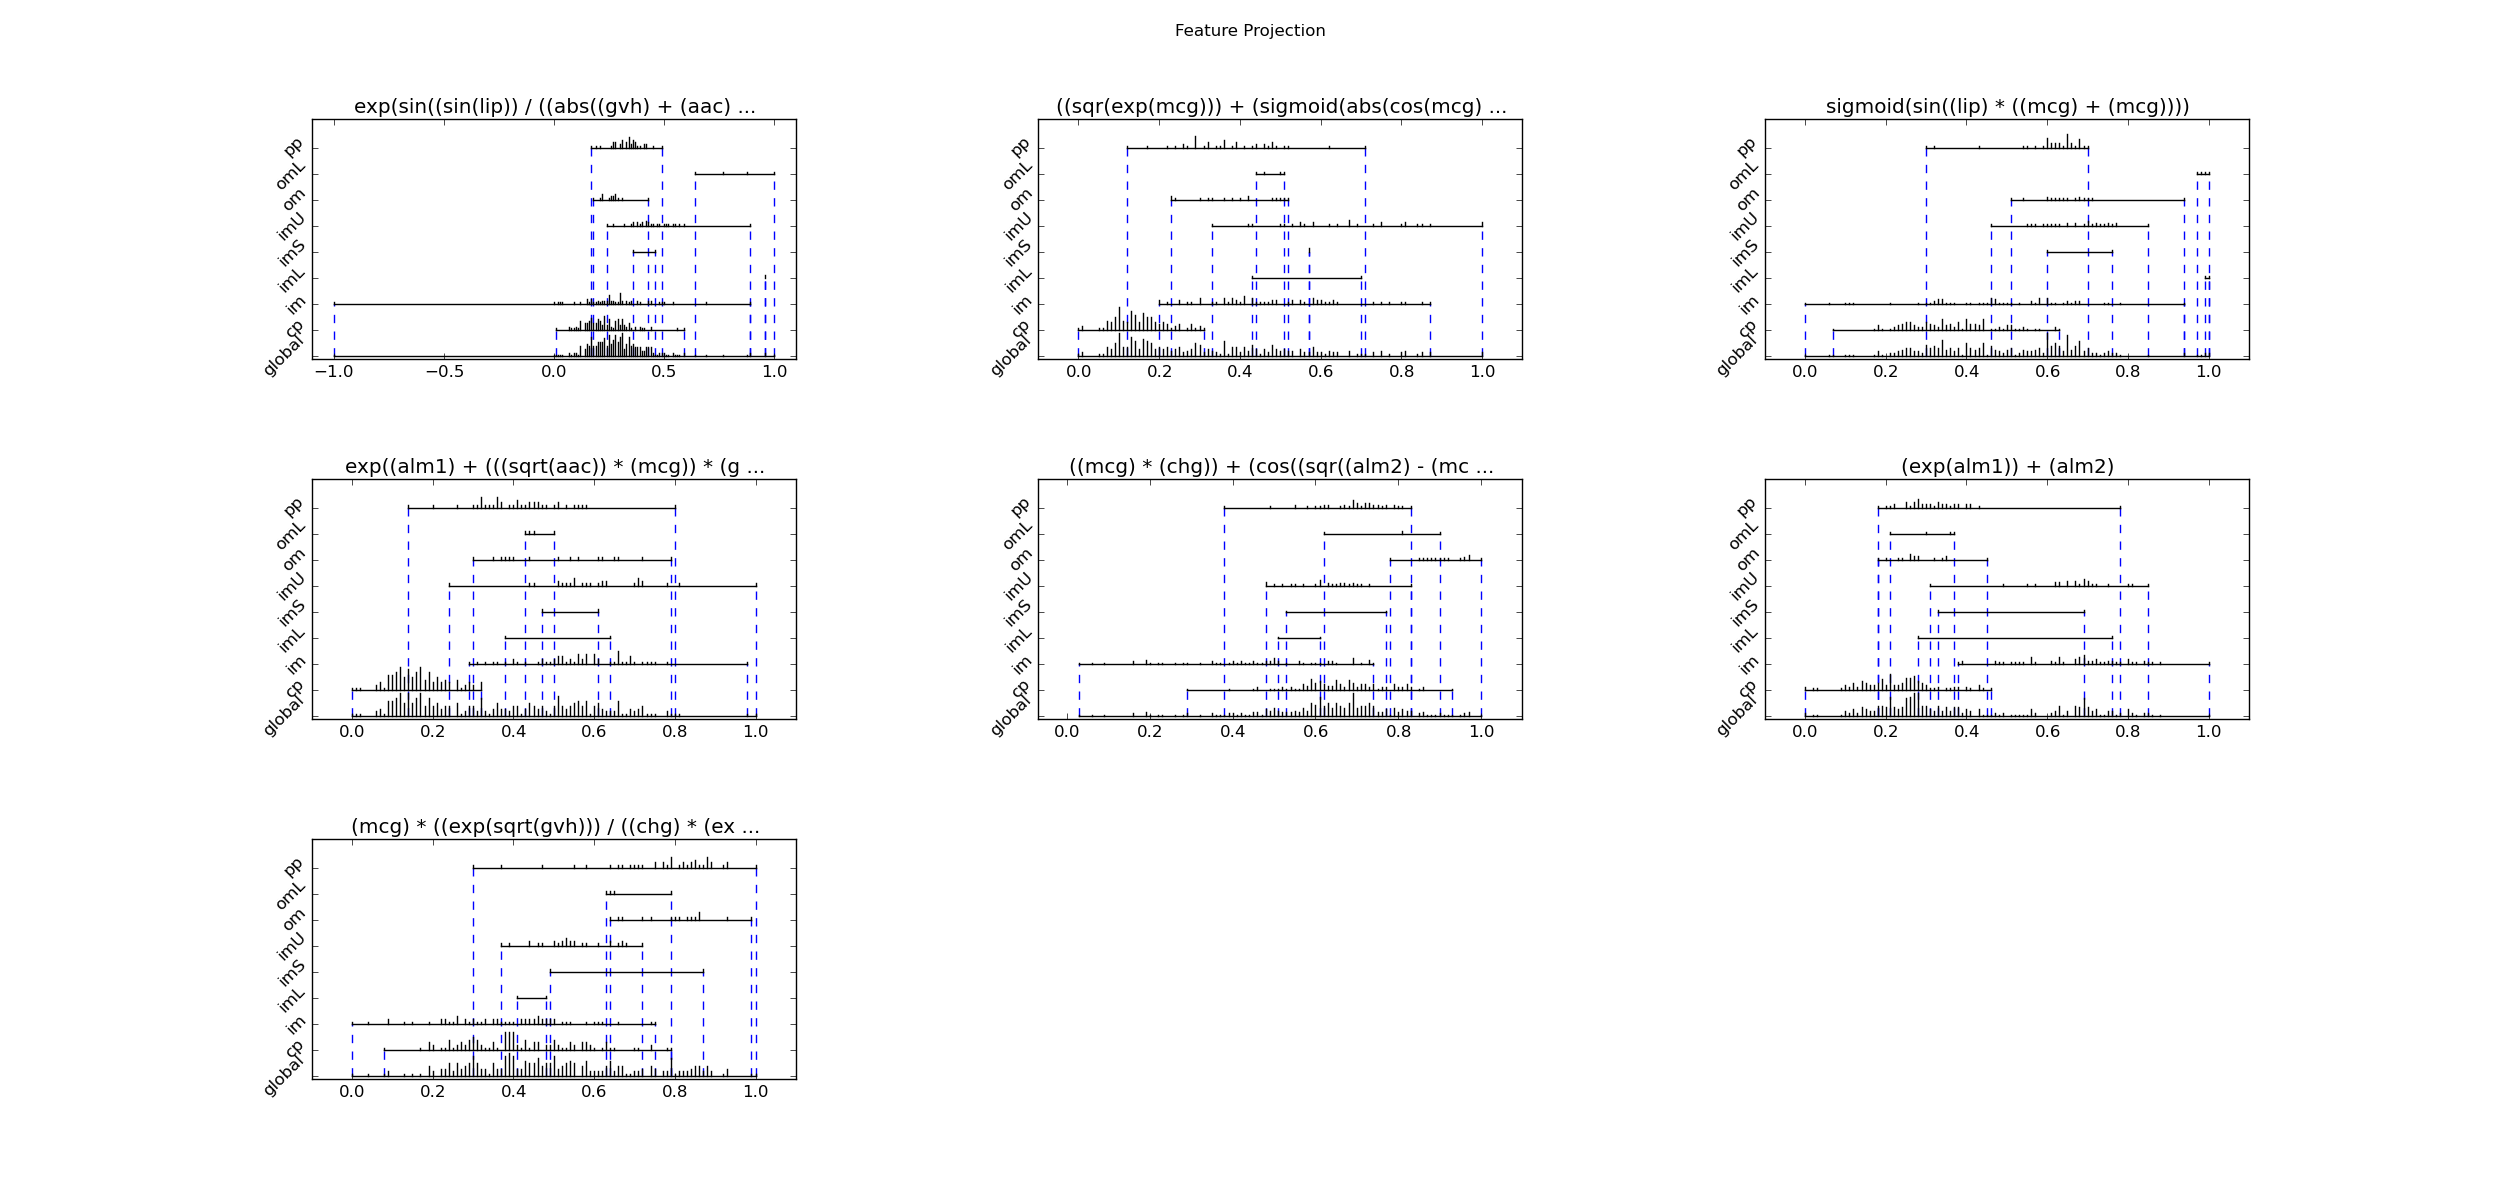 Feature Projection
exp(sin((sin(lip)) / ((abs((gvh) + (aac) ...
pp
omL
om
imU
imS
imL
im
cp
global
−1.0 −0.5 0.0 0.5 1.0
((sqr(exp(mcg))) + (sigmoid(abs(cos(mcg) ...
pp
omL
om
imU
imS
imL
im
cp
global
0.0 0.2 0.4 0.6 0.8 1.0
sigmoid(sin((lip) * ((mcg) + (mcg))))
pp
omL
om
imU
imS
imL
im
cp
global
0.0 0.2 0.4 0.6 0.8 1.0
exp((alm1) + (((sqrt(aac)) * (mcg)) * (g ...
pp
omL
om
imU
imS
imL
im
cp
global
0.0 0.2 0.4 0.6 0.8 1.0
((mcg) * (chg)) + (cos((sqr((alm2) - (mc ...
pp
omL
om
imU
imS
imL
im
cp
global
0.0 0.2 0.4 0.6 0.8 1.0
(exp(alm1)) + (alm2)
pp
omL
om
imU
imS
imL
im
cp
global
0.0 0.2 0.4 0.6 0.8 1.0
(mcg) * ((exp(sqrt(gvh))) / ((chg) * (ex ...
pp
omL
om
imU
imS
imL
im
cp
global
0.0 0.2 0.4 0.6 0.8 1.0